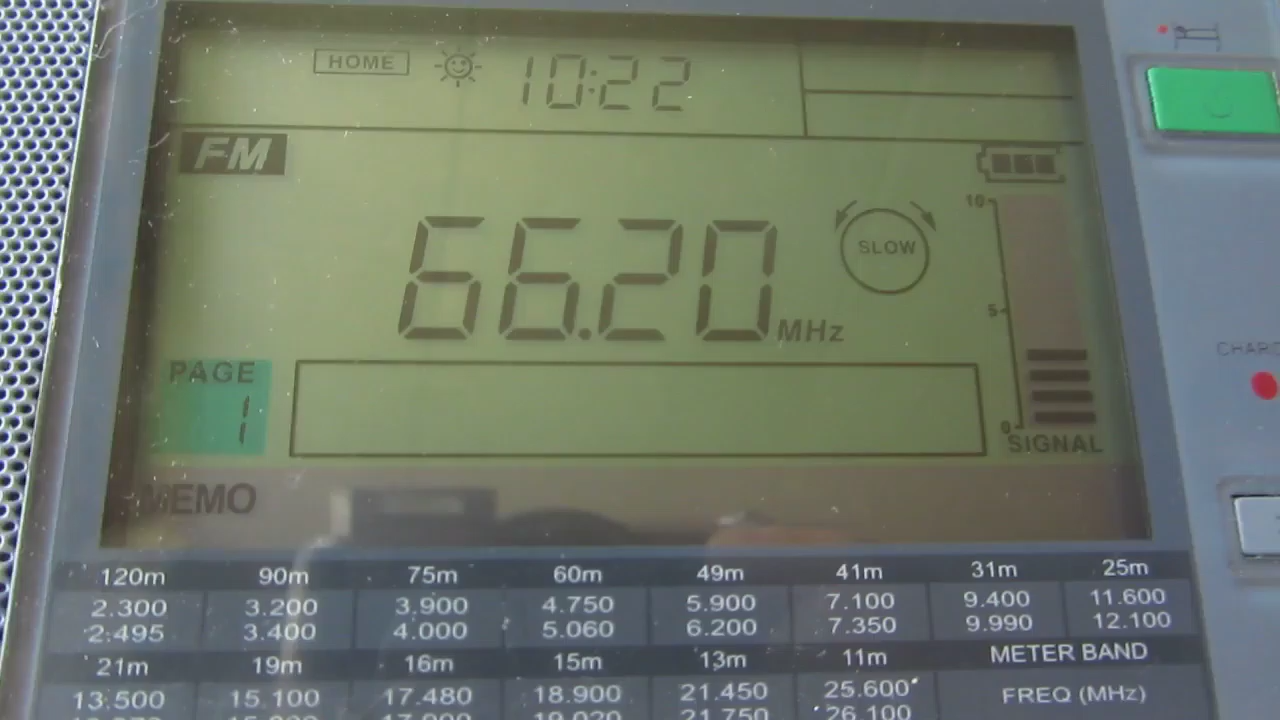 HOME 10:22
FM
10
66.20 MHz SLOW
5
PAGE
1
0
SIGNAL
MEMO
120m 90m 75m 60m 49m 41m 31m 25m
2.300 3.200 3.900 4.750 5.900 7.100 9.400 11.600
2.495 3.400 4.000 5.060 6.200 7.350 9.990 12.100
21m 19m 16m 15m 13m 11m METER BAND
13.500 15.100 17.480 18.900 21.450 25.600 FREQ (MHz)
19.020 21.750 26.100